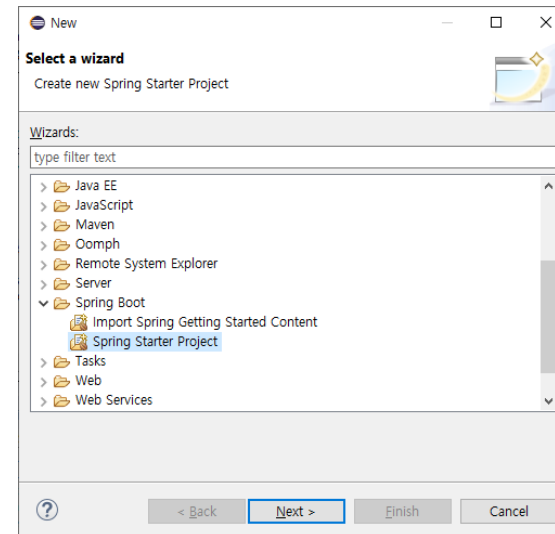 New
Select a wizard
Create new Spring Starter Project
Wizards:
type filter text
Java EE
JavaScript
Maven
Oomph
Remote System Explorer
Server
Spring Boot
Import Spring Getting Started Content
Spring Starter Project
Tasks
Web
Web Services
? < Back Next > Finish Cancel